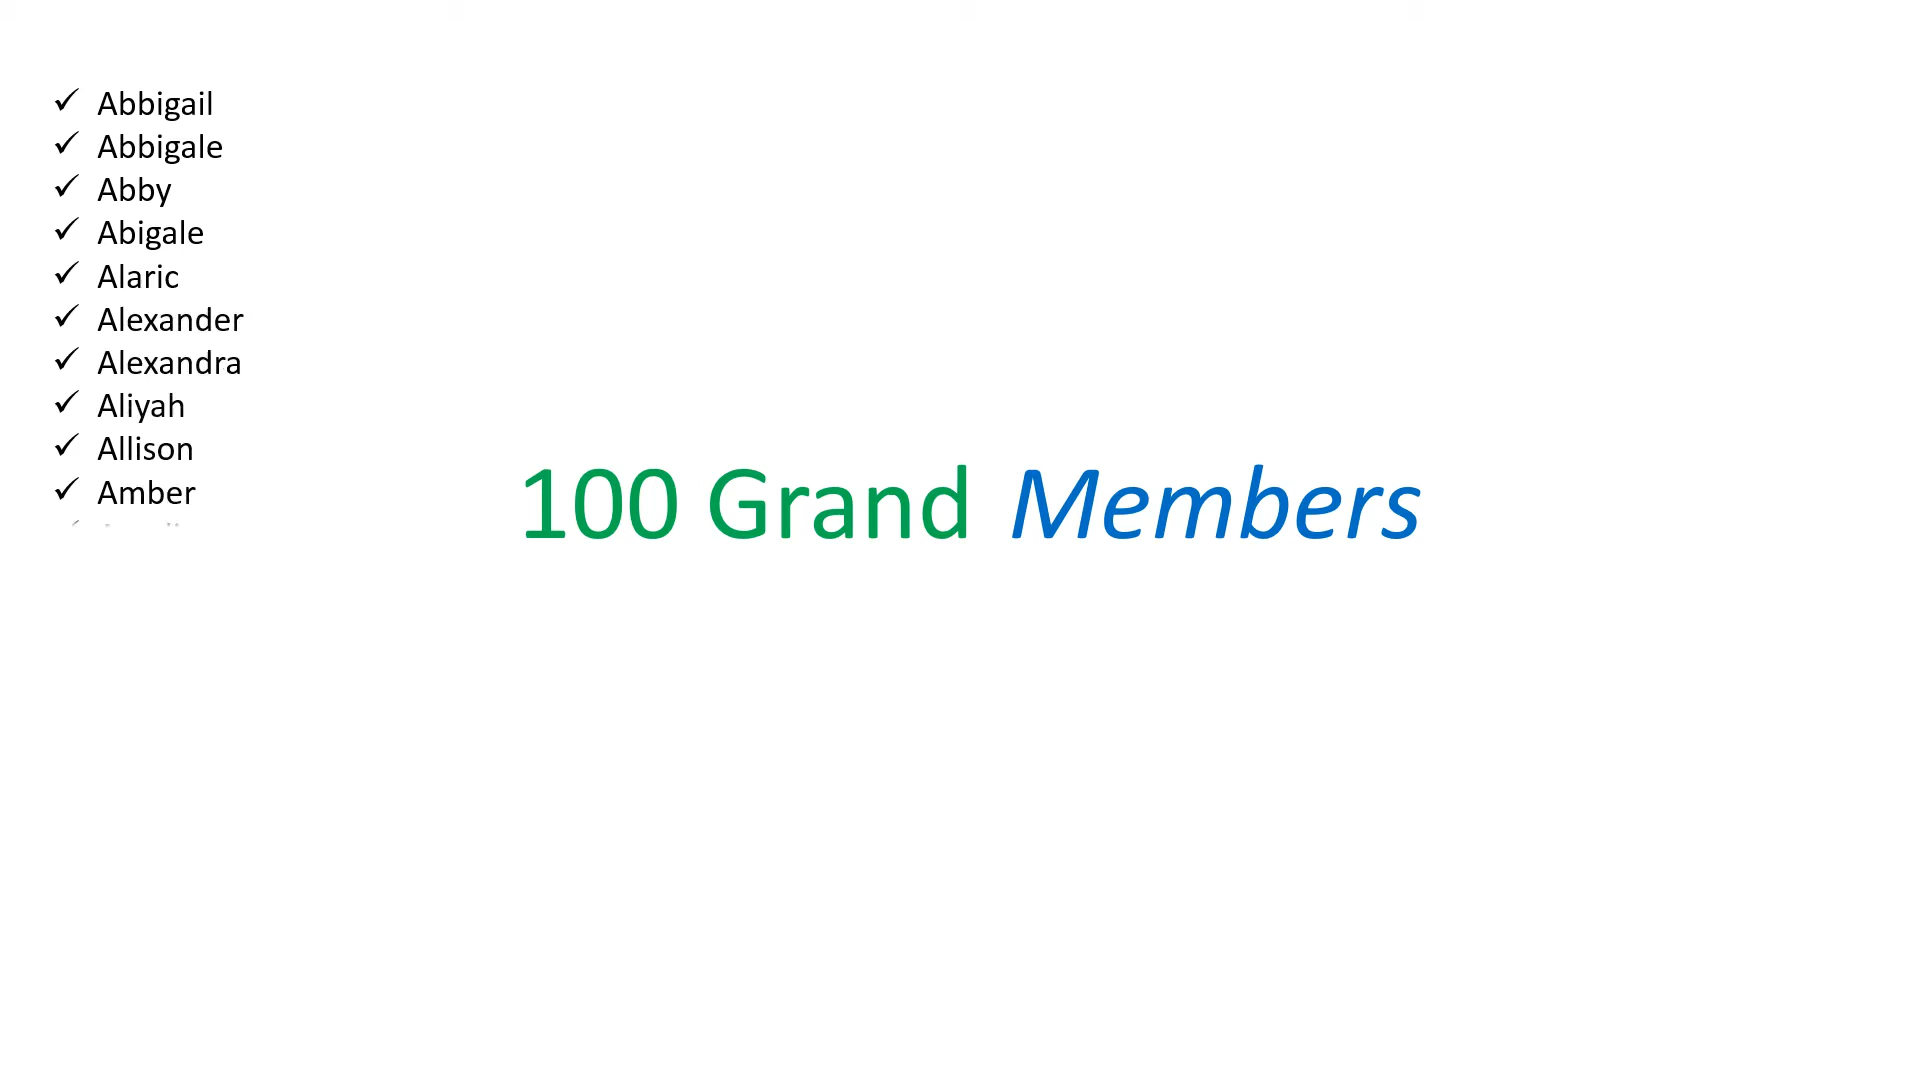 ✓ Abbigail
✓ Abbigale
✓ Abby
✓ Abigale
✓ Alaric
✓ Alexander
✓ Alexandra
✓ Aliyah
✓ Allison
✓ Amber
100 Grand Members